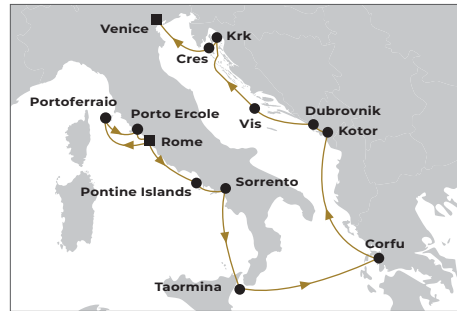 Venice
Krk
Cres
Portoferraio
Porto Ercole
Dubrovnik
Vis
Kotor
Rome
Pontine Islands
Sorrento
Corfu
Taormina